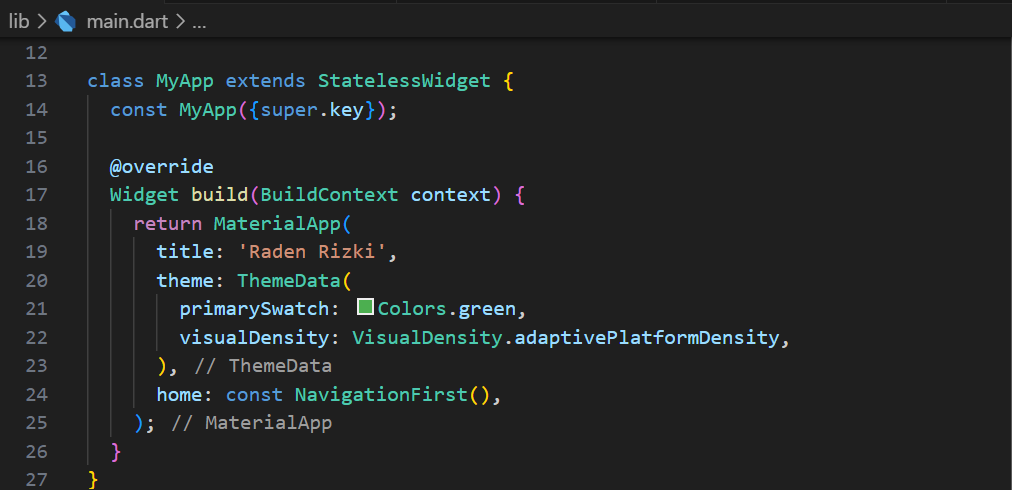 lib > main.dart > ...
12
13 class MyApp extends StatelessWidget {
14   const MyApp({super.key});
15
16   @override
17   Widget build(BuildContext context) {
18     return MaterialApp(
19       title: 'Raden Rizki',
20       theme: ThemeData(
21         primarySwatch: Colors.green,
22         visualDensity: VisualDensity.adaptivePlatformDensity,
23       ), // ThemeData
24       home: const NavigationFirst(),
25     ); // MaterialApp
26   }
27 }